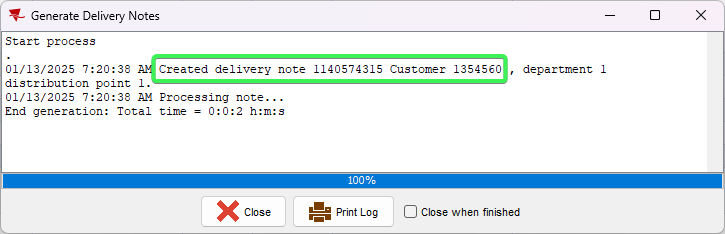 Generate Delivery Notes
Start process
.
01/13/2025 7:20:38 AM Created delivery note 1140574315 Customer 1354560 , department 1
distribution point 1.
01/13/2025 7:20:38 AM Processing note...
End generation: Total time = 0:0:2 h:m:s
100%
Close
Print Log
Close when finished